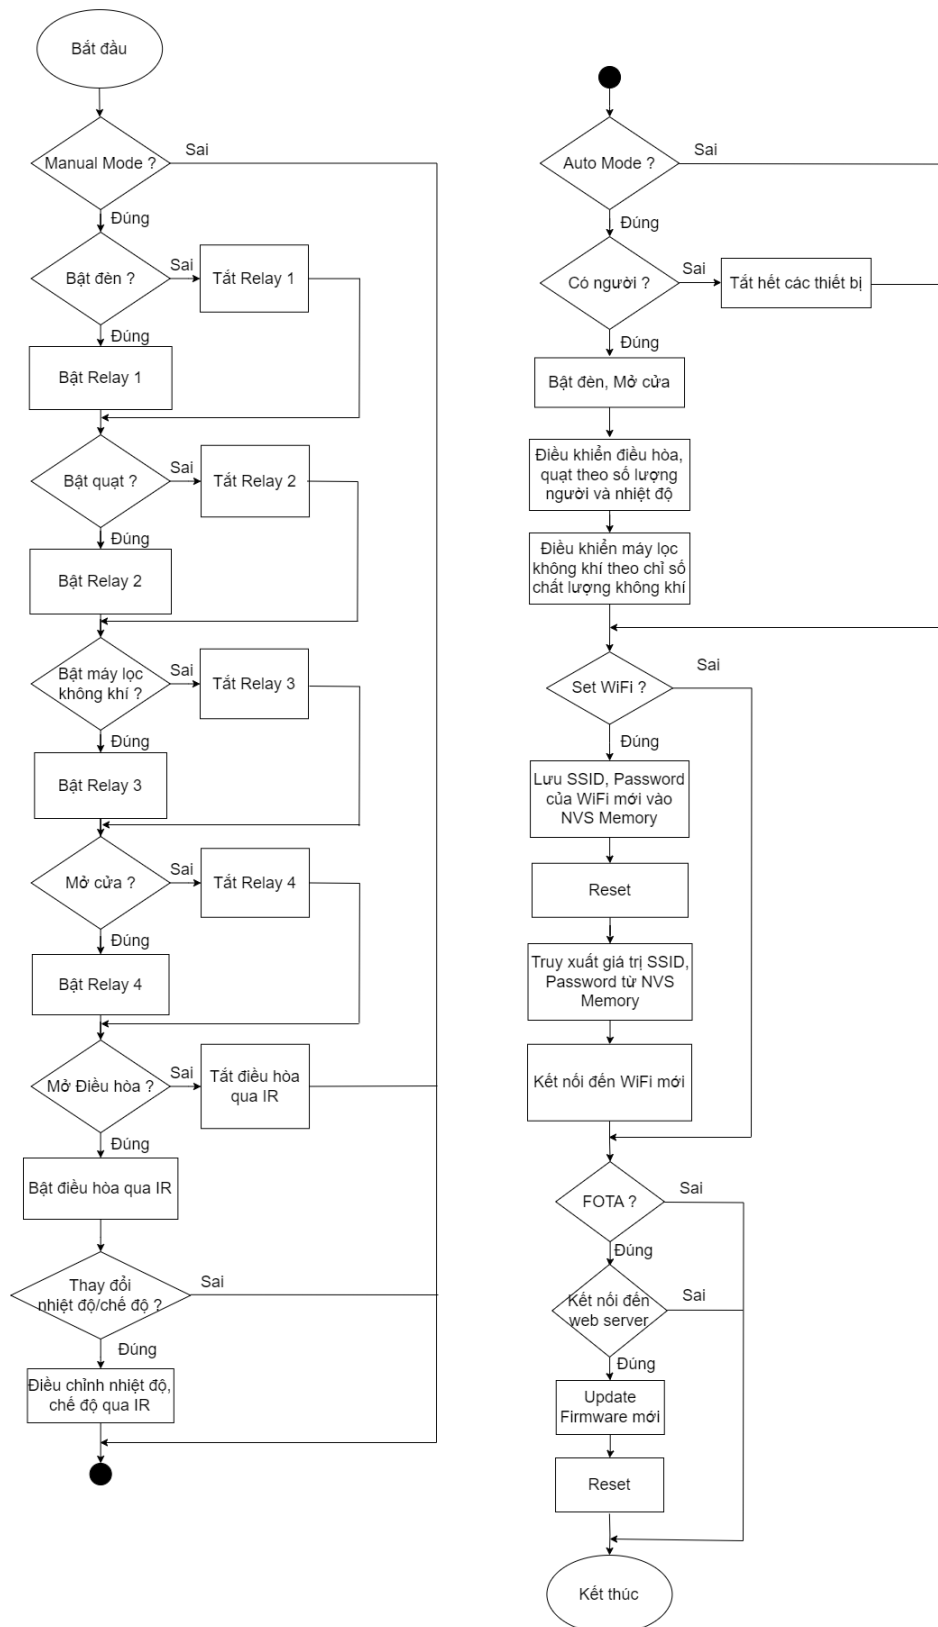 Bắt đầu
Manual Mode ?
Sai
Đúng
Bật đèn ?
Sai
Tắt Relay 1
Đúng
Bật Relay 1
Bật quạt ?
Sai
Tắt Relay 2
Đúng
Bật Relay 2
Bật máy lọc
không khí ?
Sai
Tắt Relay 3
Đúng
Bật Relay 3
Mở cửa ?
Sai
Tắt Relay 4
Đúng
Bật Relay 4
Mở Điều hòa ?
Sai
Tắt điều hòa
qua IR
Đúng
Bật điều hòa qua IR
Thay đổi
nhiệt độ/chế độ ?
Sai
Đúng
Điều chỉnh nhiệt độ,
chế độ qua IR
Auto Mode ?
Sai
Đúng
Có người ?
Sai
Tắt hết các thiết bị
Đúng
Bật đèn, Mở cửa
Điều khiển điều hòa,
quạt theo số lượng
người và nhiệt độ
Điều khiển máy lọc
không khí theo chỉ số
chất lượng không khí
Set WiFi ?
Sai
Đúng
Lưu SSID, Password
của WiFi mới vào
NVS Memory
Reset
Truy xuất giá trị SSID,
Password từ NVS
Memory
Kết nối đến WiFi mới
FOTA ?
Sai
Đúng
Kết nối đến
web server
Sai
Đúng
Update
Firmware mới
Reset
Kết thúc